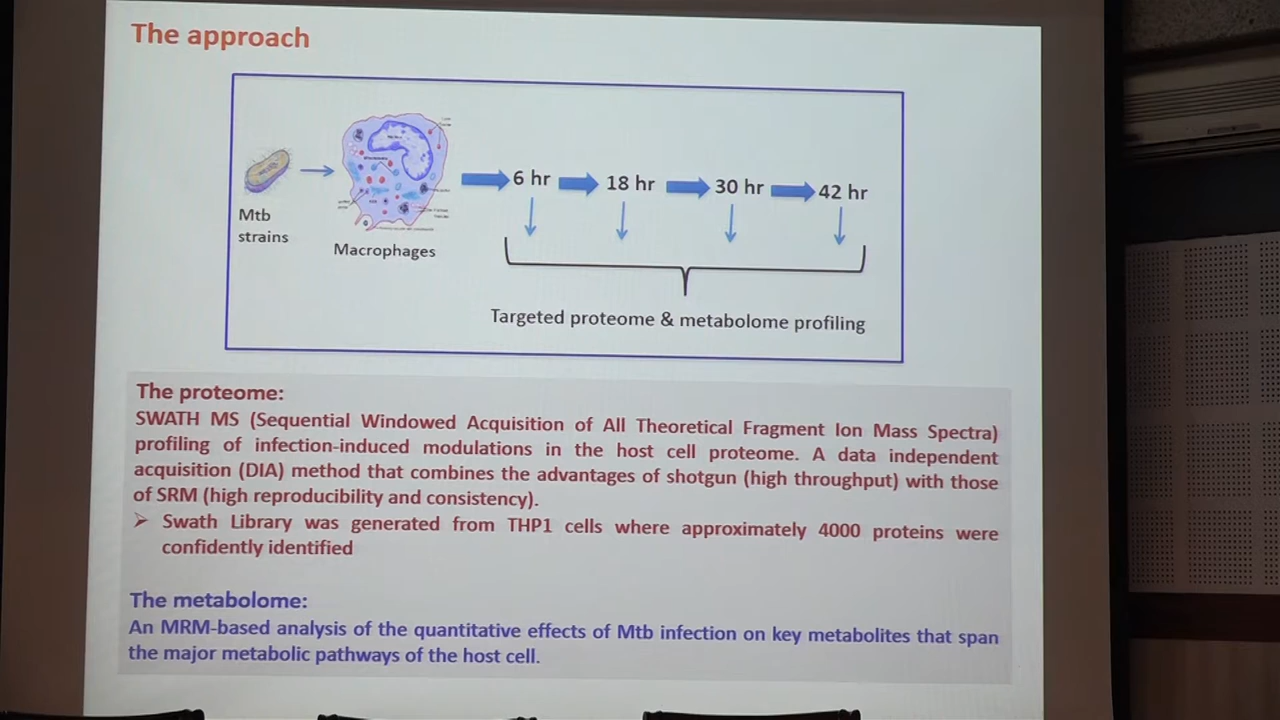 The approach
Mtb
strains
Macrophages
6 hr
18 hr
30 hr
42 hr
Targeted proteome & metabolome profiling
The proteome:
SWATH MS (Sequential Windowed Acquisition of All Theoretical Fragment Ion Mass Spectra)
profiling of infection-induced modulations in the host cell proteome. A data independent
acquisition (DIA) method that combines the advantages of shotgun (high throughput) with those
of SRM (high reproducibility and consistency).
➢ Swath Library was generated from THP1 cells where approximately 4000 proteins were
confidently identified
The metabolome:
An MRM-based analysis of the quantitative effects of Mtb infection on key metabolites that span
the major metabolic pathways of the host cell.